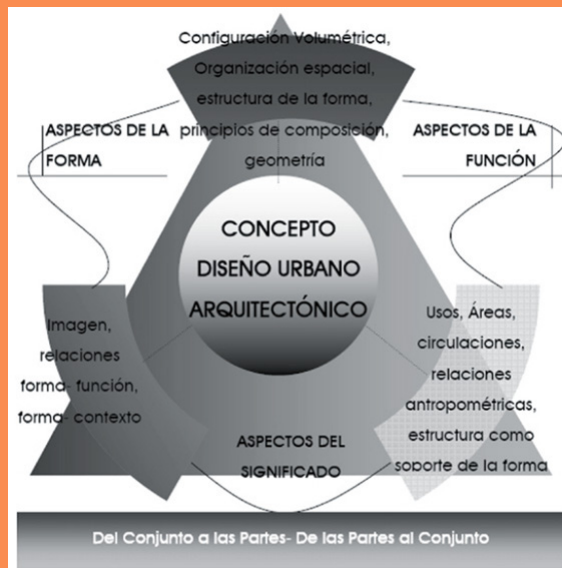 Configuración Volumétrica,
Organización espacial,
estructura de la forma,
principios de composición,
geometría
ASPECTOS DE LA
FORMA
ASPECTOS DE LA
FUNCIÓN
CONCEPTO
DISEÑO URBANO
ARQUITECTÓNICO
Imagen,
relaciones
forma- función,
forma- contexto
Usos, Áreas,
circulaciones,
relaciones
antropométricas,
estructura como
soporte de la forma
ASPECTOS DEL
SIGNIFICADO
Del Conjunto a las Partes- De las Partes al Conjunto